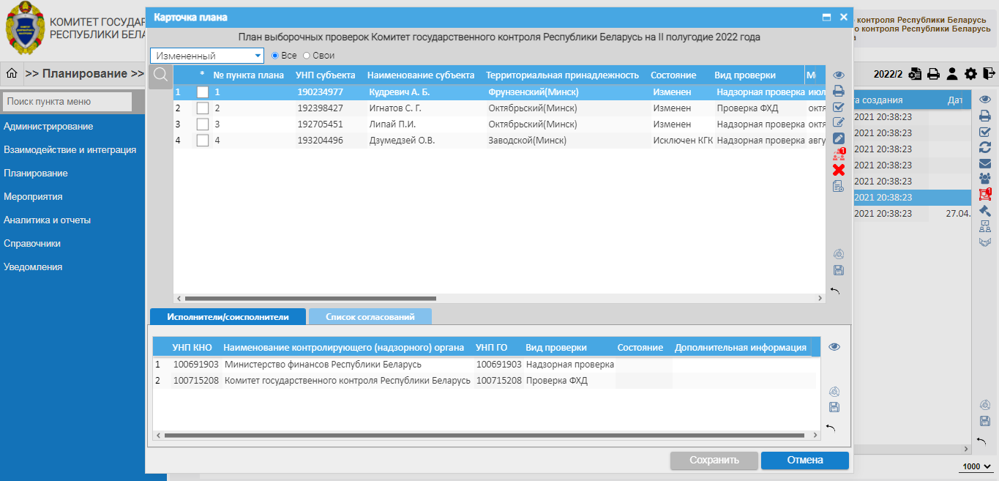 КОМИТЕТ ГОСУДАР
РЕСПУБЛИКИ БЕЛА
Карточка плана
контроля Республики Беларусь
о контроля Республики Беларусь
План выборочных проверок Комитет государственного контроля Республики Беларусь на II полугодие 2022 года
Измененный Все Свои
>> Планирование >>
2022/2
* № пункта плана УНП субъекта Наименование субъекта Территориальная принадлежность Состояние Вид проверки
1 1 190234977 Кудревич А. Б. Фрунзенский(Минск) Изменен Надзорная проверка июл
2 2 192398427 Игнатов С. Г. Октябрьский(Минск) Изменен Проверка ФХД октя
3 3 192705451 Липай П.И. Октябрьский(Минск) Изменен Надзорная проверка октя
4 4 193204496 Дзумедзей О.В. Заводской(Минск) Исключен КГК Надзорная проверка авгу
1
Поиск пункта меню
Администрирование
Взаимодействие и интеграция
Планирование
Мероприятия
Аналитика и отчеты
Справочники
Уведомления
а создания Дат
2021 20:38:23
2021 20:38:23
2021 20:38:23
2021 20:38:23
2021 20:38:23
2021 20:38:23
2021 20:38:23 27.04.
1
Исполнители/соисполнители Список согласований
УНП КНО Наименование контролирующего (надзорного) органа УНП ГО Вид проверки Состояние Дополнительная информация
1 100691903 Министерство финансов Республики Беларусь 100691903 Надзорная проверка
2 100715208 Комитет государственного контроля Республики Беларусь 100715208 Проверка ФХД
Сохранить Отмена
1000